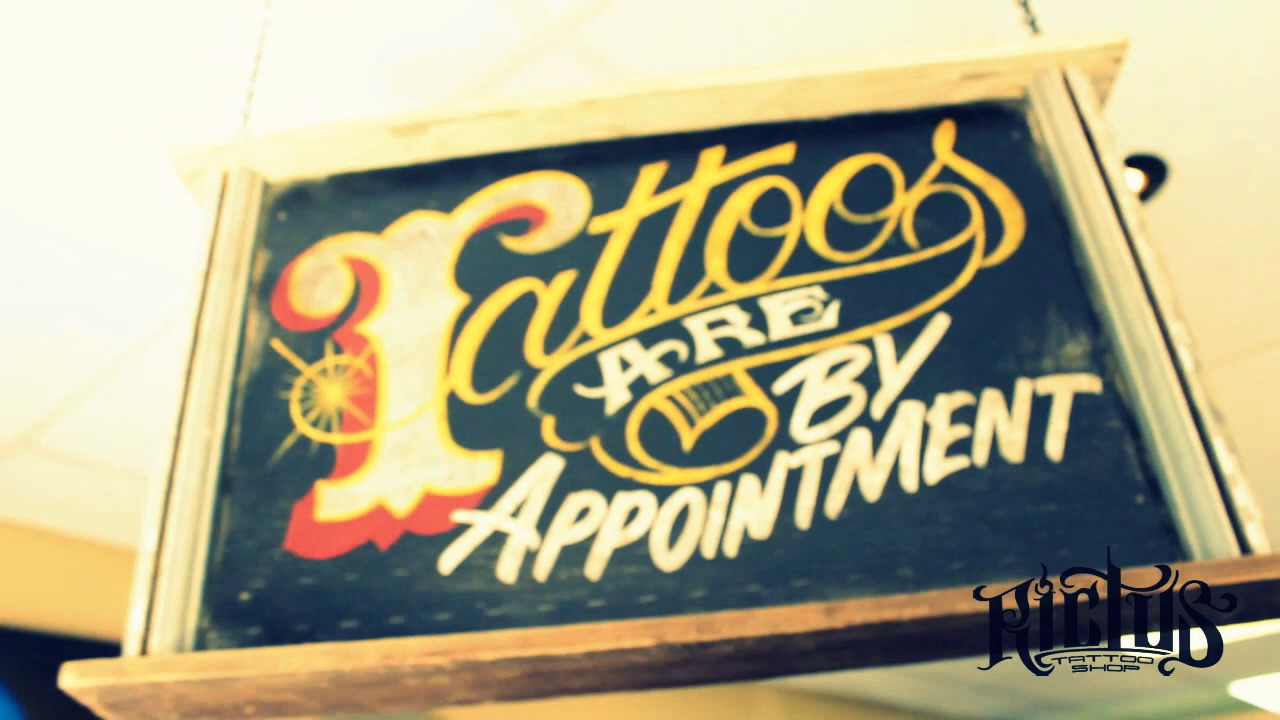 Tattoos
ARE
BY
APPOINTMENT
RICTUS
TATTOO
SHOP